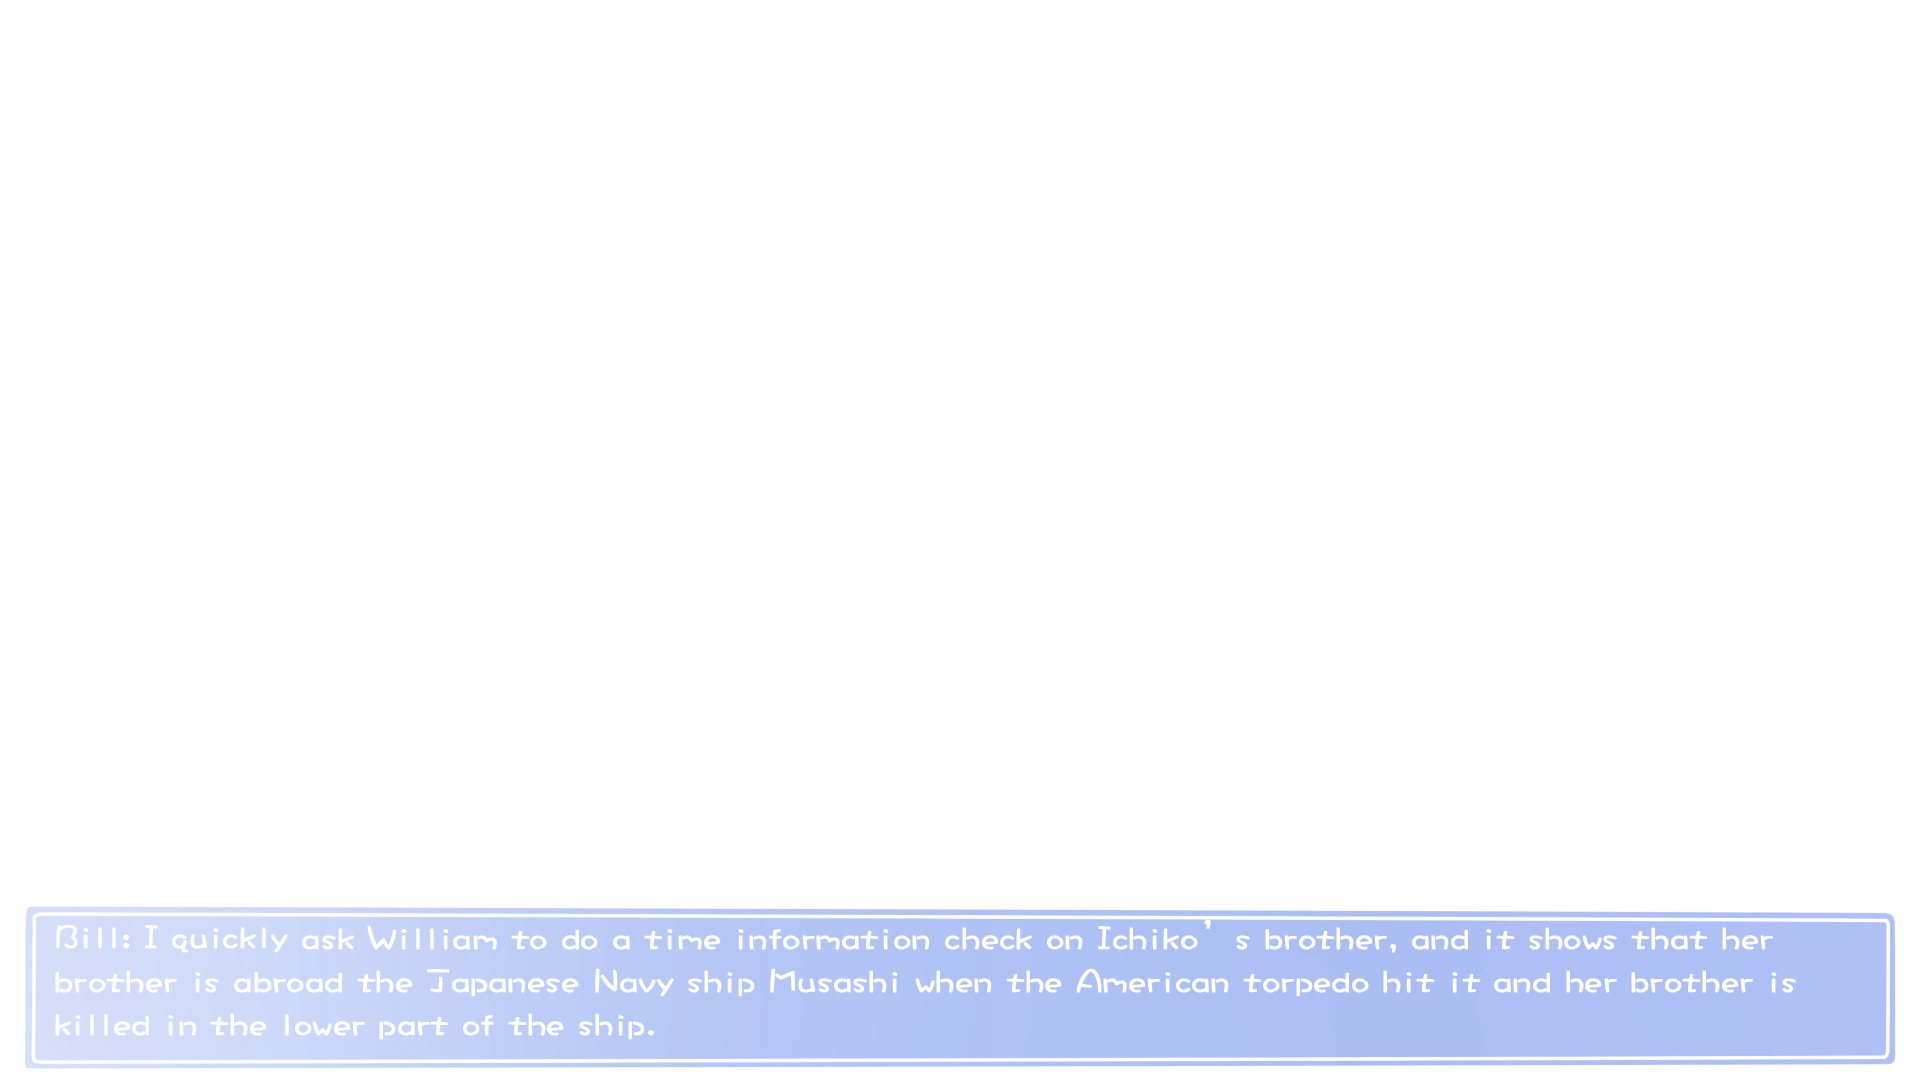 Bill: I quickly ask William to do a time information check on Ichiko’s brother, and it shows that her
brother is abroad the Japanese Navy ship Musashi when the American torpedo hit it and her brother is
killed in the lower part of the ship.